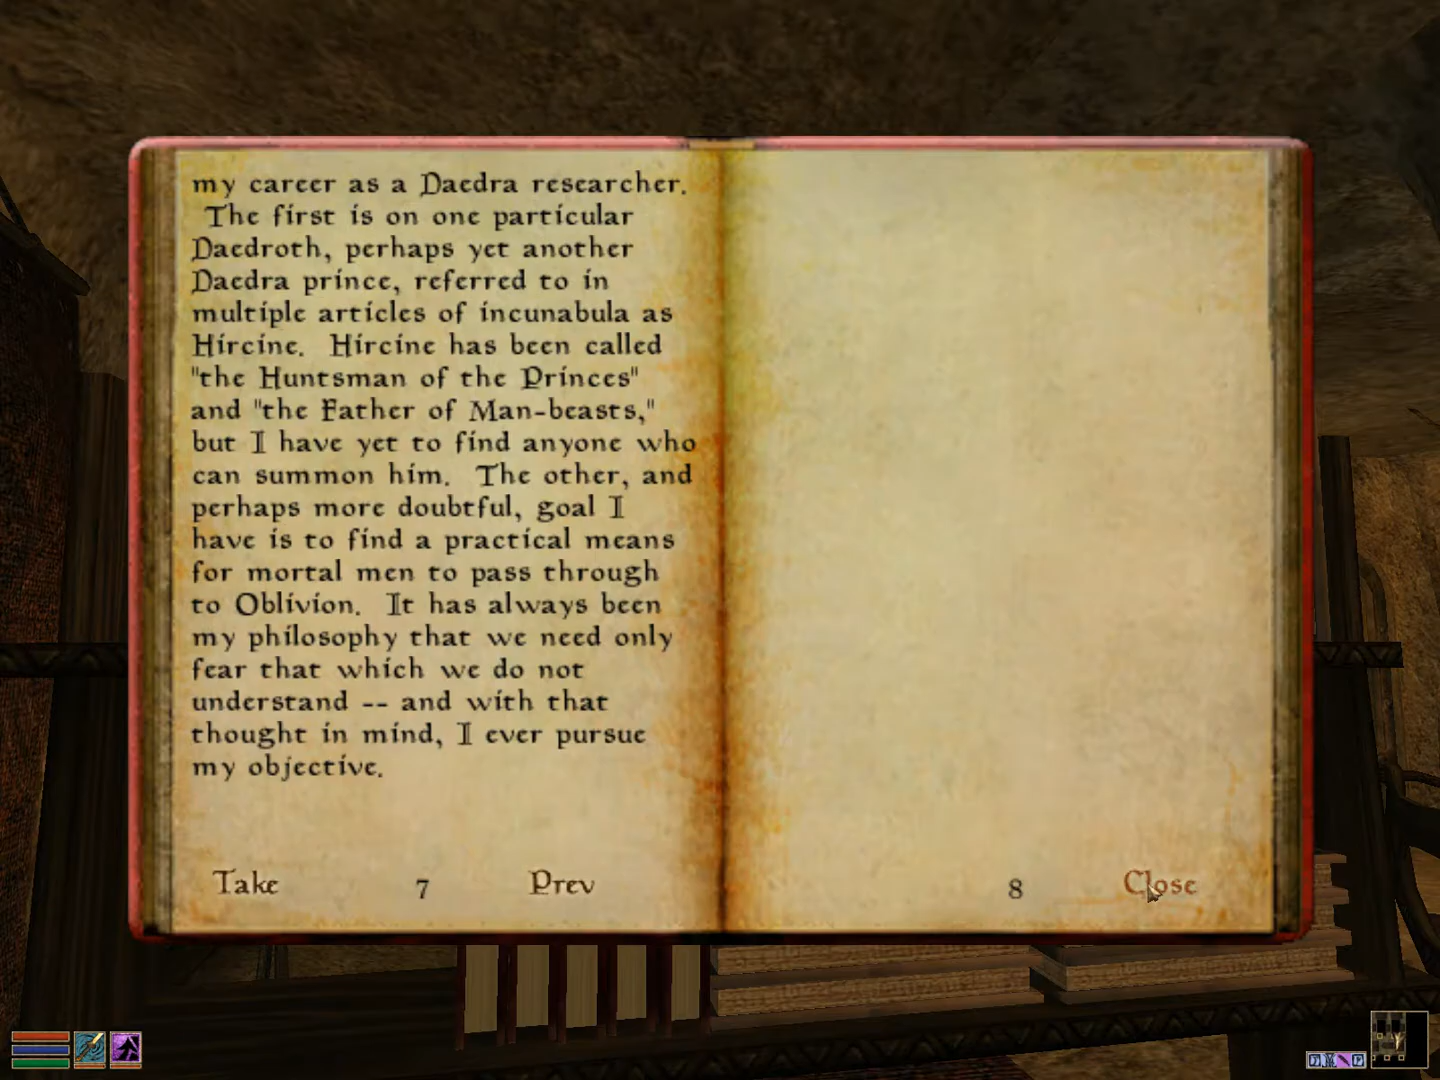 my career as a Daedra researcher.
The first is on one particular
Daedroth, perhaps yet another
Daedra prince, referred to in
multiple articles of incunabula as
Hircine.  Hircine has been called
"the Huntsman of the Princes"
and "the Father of Man-beasts,"
but I have yet to find anyone who
can summon him.  The other, and
perhaps more doubtful, goal I
have is to find a practical means
for mortal men to pass through
to Oblivion.  It has always been
my philosophy that we need only
fear that which we do not
understand -- and with that
thought in mind, I ever pursue
my objective.
Take 7 Prev
8 Close